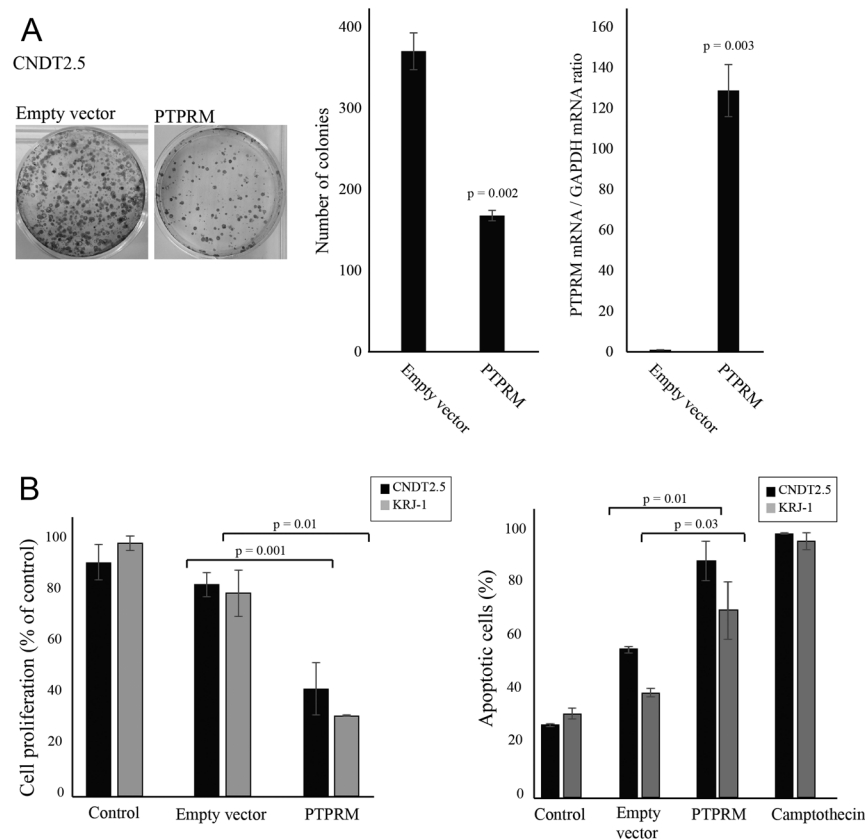 A
CNDT2.5
Empty vector
PTPRM
Number of colonies
400
300
200
100
0
p = 0.002
Empty vector
PTPRM
PTPRM mRNA / GAPDH mRNA ratio
160
140
120
100
80
60
40
20
0
p = 0.003
Empty vector
PTPRM
B
Cell proliferation (% of control)
100
80
60
40
20
0
CNDT2.5
KRJ-1
p = 0.01
p = 0.001
Control
Empty vector
PTPRM
Apoptotic cells (%)
100
80
60
40
20
0
CNDT2.5
KRJ-1
p = 0.01
p = 0.03
Control
Empty
vector
PTPRM
Camptothecin